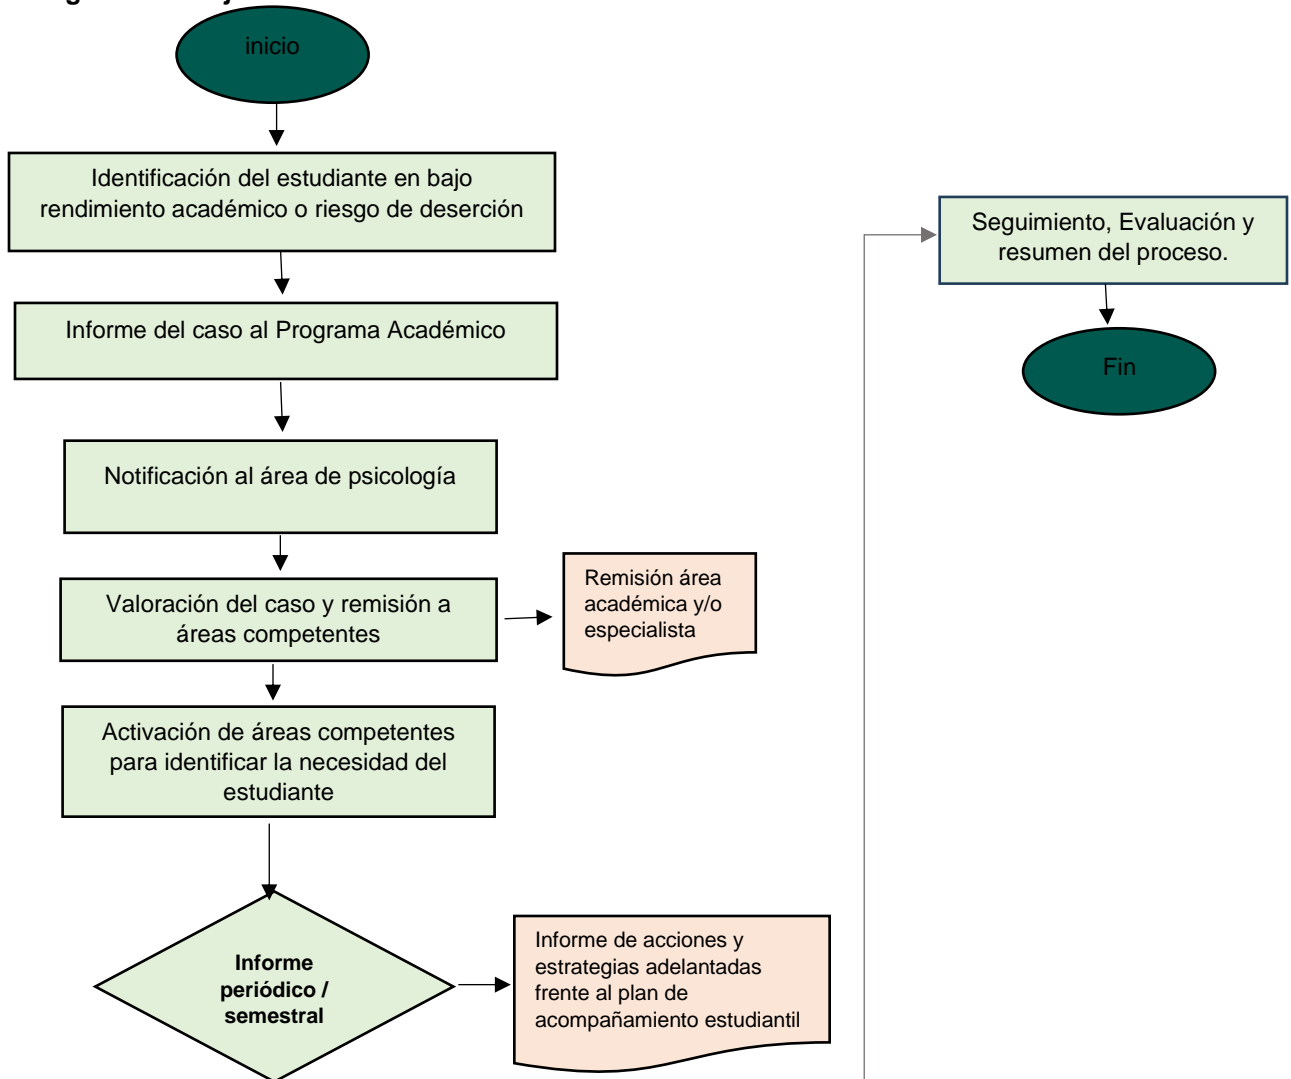 inicio
Identificación del estudiante en bajo
rendimiento académico o riesgo de deserción
Informe del caso al Programa Académico
Notificación al área de psicología
Valoración del caso y remisión a
áreas competentes
Remisión área
académica y/o
especialista
Activación de áreas competentes
para identificar la necesidad del
estudiante
Informe
periódico /
semestral
Informe de acciones y
estrategias adelantadas
frente al plan de
acompañamiento estudiantil
Seguimiento, Evaluación y
resumen del proceso.
Fin